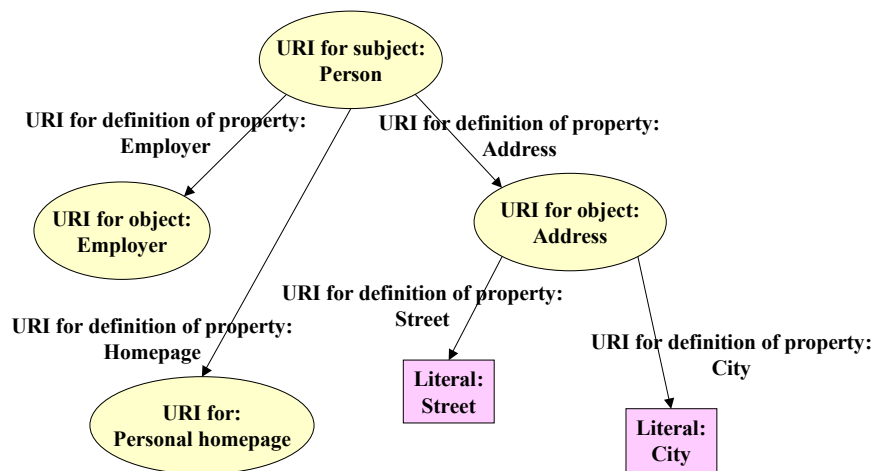 URI for subject:
Person
URI for definition of property:
Employer
URI for definition of property:
Address
URI for object:
Employer
URI for object:
Address
URI for definition of property:
Street
URI for definition of property:
Homepage
URI for definition of property:
City
Literal:
Street
URI for:
Personal homepage
Literal:
City